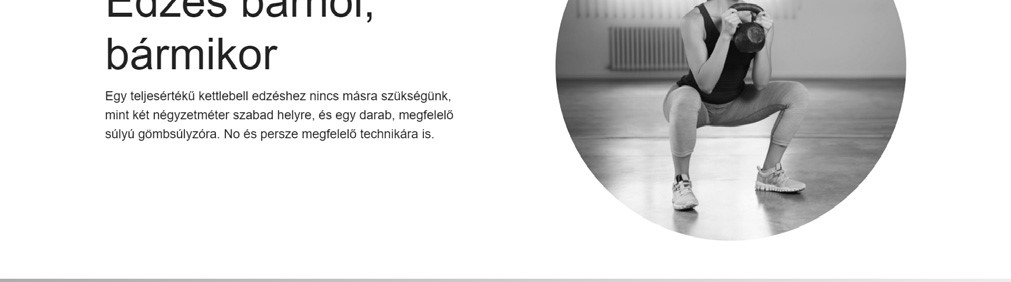 Edzés bárhol,
bármikor
Egy teljesértékű kettlebell edzéshez nincs másra szükségünk,
mint két négyzetméter szabad helyre, és egy darab, megfelelő
súlyú gömbsúlyzóra. No és persze megfelelő technikára is.